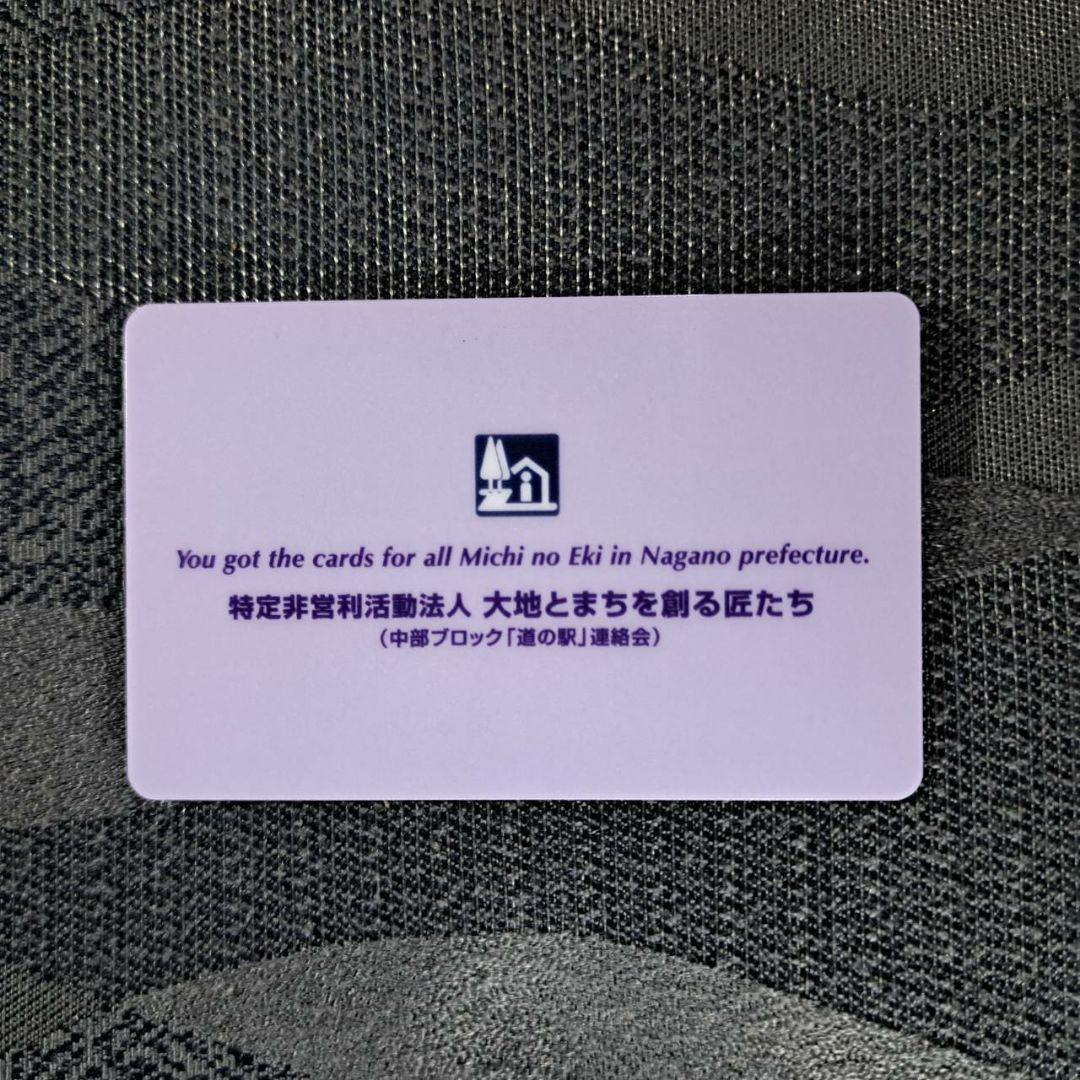 You got the cards for all Michi no Eki in Nagano prefecture.
特定非営利活動法人 大地とまちを創る匠たち
（中部ブロック「道の駅」連絡会）